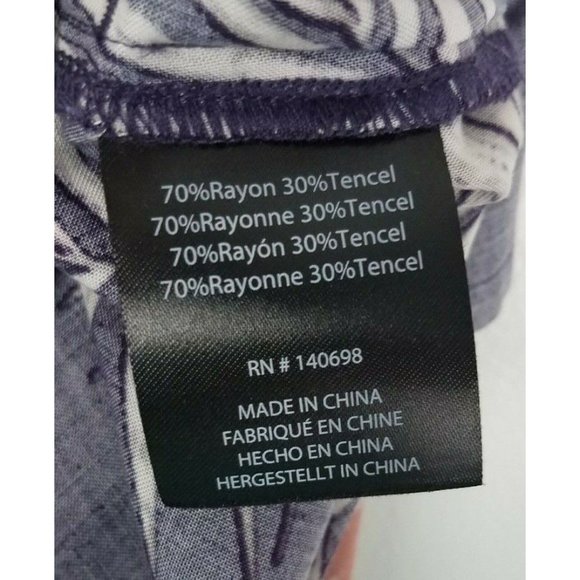 70%Rayon 30%Tencel
70%Rayonne 30%Tencel
70%Rayón 30%Tencel
70%Rayonne 30%Tencel
RN # 140698
MADE IN CHINA
FABRIQUÉ EN CHINE
HECHO EN CHINA
HERGESTELLT IN CHINA